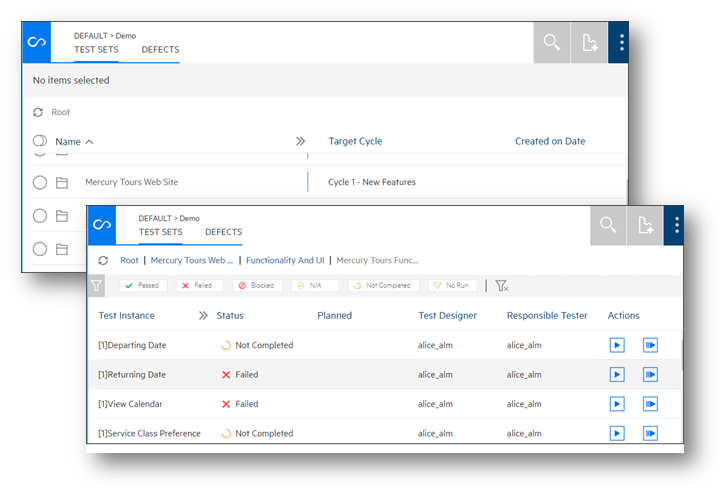 DEFAULT > Demo
TEST SETS DEFECTS
No items selected
Root
Name Target Cycle Created on Date
Mercury Tours Web Site Cycle 1 - New Features
DEFAULT > Demo
TEST SETS DEFECTS
Root | Mercury Tours Web ... | Functionality And UI | Mercury Tours Func...
Passed Failed Blocked N/A Not Completed No Run
Test Instance Status Planned Test Designer Responsible Tester Actions
[1]Departing Date Not Completed alice_alm alice_alm
[1]Returning Date Failed alice_alm alice_alm
[1]View Calendar Failed alice_alm alice_alm
[1]Service Class Preference Not Completed alice_alm alice_alm